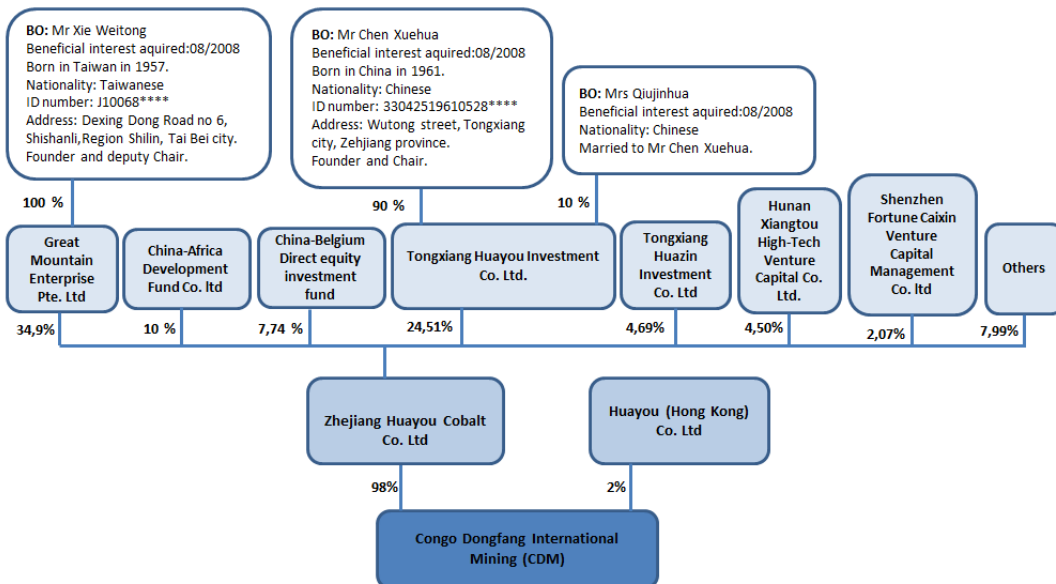 BO: Mr Xie Weitong
Beneficial interest aquired:08/2008
Born in Taiwan in 1957.
Nationality: Taiwanese
ID number: J10068****
Address: Dexing Dong Road no 6,
Shishanli,Region Shilin, Tai Bei city.
Founder and deputy Chair.
BO: Mr Chen Xuehua
Beneficial interest aquired:08/2008
Born in China in 1961.
Nationality: Chinese
ID number: 33042519610528****
Address: Wutong street, Tongxiang
city, Zehjiang province.
Founder and Chair.
BO: Mrs Qiujinhua
Beneficial interest aquired:08/2008
Nationality: Chinese
Married to Mr Chen Xuehua.
100 %
90 %
10 %
Great
Mountain
Enterprise
Pte. Ltd
China-Africa
Development
Fund Co. ltd
China-Belgium
Direct equity
investment
fund
Tongxiang Huayou Investment
Co. Ltd.
Tongxiang
Huazin
Investment
Co. Ltd
Hunan
Xiangtou
High-Tech
Venture
Capital Co.
Ltd.
Shenzhen
Fortune Caixin
Venture
Capital
Management
Co. ltd
Others
34,9%
10 %
7,74 %
24,51%
4,69%
4,50%
2,07%
7,99%
Zhejiang Huayou Cobalt
Co. Ltd
Huayou (Hong Kong)
Co. Ltd
98%
2%
Congo Dongfang International
Mining (CDM)